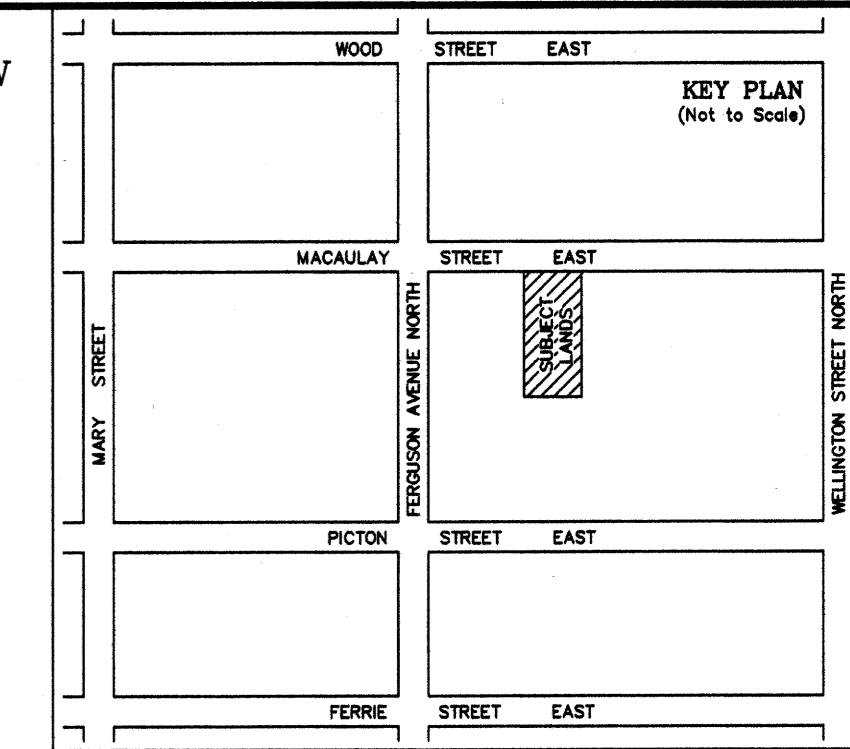 WOOD STREET EAST
KEY PLAN
(Not to Scale)
MACAULAY STREET EAST
MARY STREET
FERGUSON AVENUE NORTH
SUBJECT
LANDS
WELLINGTON STREET NORTH
PICTON STREET EAST
FERRIE STREET EAST